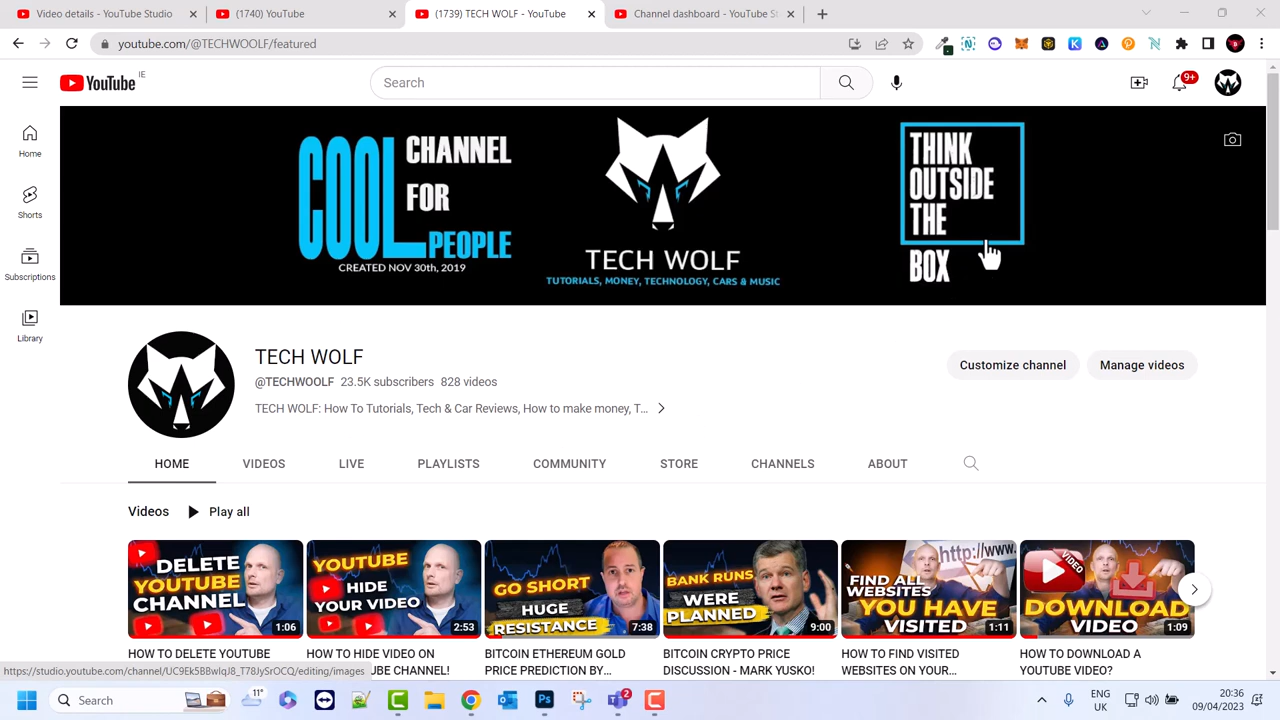 Video details - YouTube Studio
(1740) YouTube
(1739) TECH WOLF - YouTube
Channel dashboard - YouTube St
youtube.com/@TECHWOOLF/featured
YouTube
IE
Search
9+
Home
Shorts
Subscriptions
Library
COOL CHANNEL FOR PEOPLE
CREATED NOV 30th, 2019
TECH WOLF
TUTORIALS, MONEY, TECHNOLOGY, CARS & MUSIC
THINK
OUTSIDE
THE
BOX
TECH WOLF
@TECHWOOLF 23.5K subscribers 828 videos
TECH WOLF: How To Tutorials, Tech & Car Reviews, How to make money, T...
Customize channel
Manage videos
HOME
VIDEOS
LIVE
PLAYLISTS
COMMUNITY
STORE
CHANNELS
ABOUT
Videos
Play all
DELETE
YOUTUBE
CHANNEL
1:06
YOUTUBE
HIDE
YOUR VIDEO
2:53
GO SHORT
HUGE
RESISTANCE
7:38
BANK RUNS
WERE
PLANNED
9:00
http://www.
FIND ALL
WEBSITES
YOU HAVE
VISITED
1:11
VIDEO
DOWNLOAD
VIDEO
1:09
HOW TO DELETE YOUTUBE
HOW TO HIDE VIDEO ON
BE CHANNEL!
BITCOIN ETHEREUM GOLD
PRICE PREDICTION BY...
BITCOIN CRYPTO PRICE
DISCUSSION - MARK YUSKO!
HOW TO FIND VISITED
WEBSITES ON YOUR...
HOW TO DOWNLOAD A
YOUTUBE VIDEO?
https://studio.youtube.com/channel/UC9Ek5BBwlqJ8_T78JySrOCQ/editing/images
Search
11°
2
ENG
UK
20:36
09/04/2023